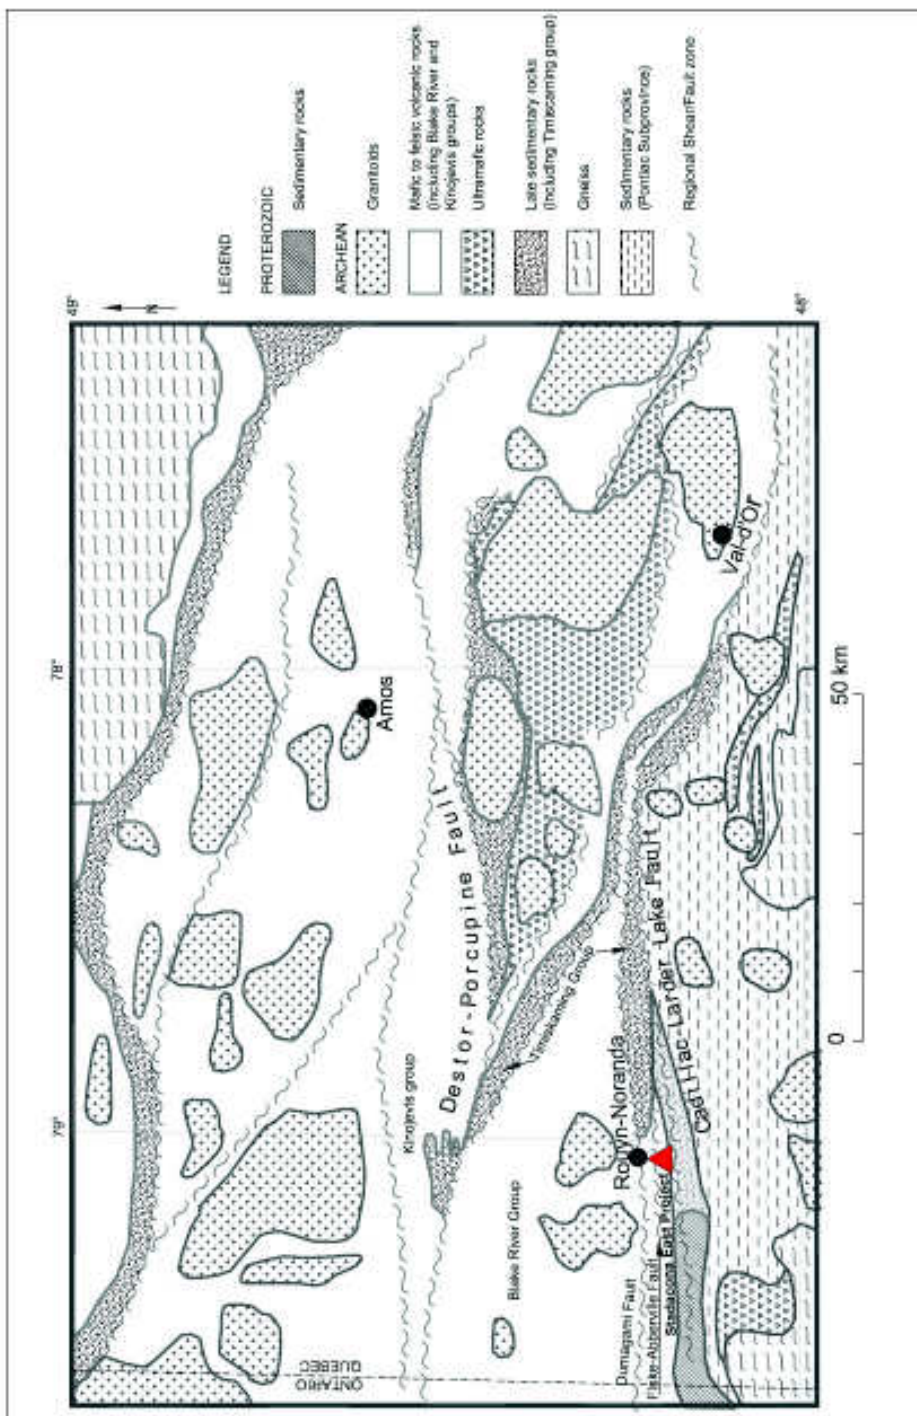 LEGEND
PROTEROZOIC
Sedimentary rocks
ARCHEAN
Granitoids
Mafic to felsic volcanic rocks
(including Blake River and
Kinojevis groups)
Ultramafic rocks
Late sedimentary rocks
(Including Timiscaming group)
Gneiss
Sedimentary rocks
(Pontiac Subprovince)
Regional Shear/Fault zone
79°
78°
49°
N
48°
ONTARIO
QUEBEC
Amos
Kinojevis group
Destor-Porcupine Fault
Blake River Group
Timiskaming Group
Rouyn-Noranda
Dumagami Fault
Stadacona East Project
Cadillac Larder Lake Fault
Val-d'Or
0
50 km